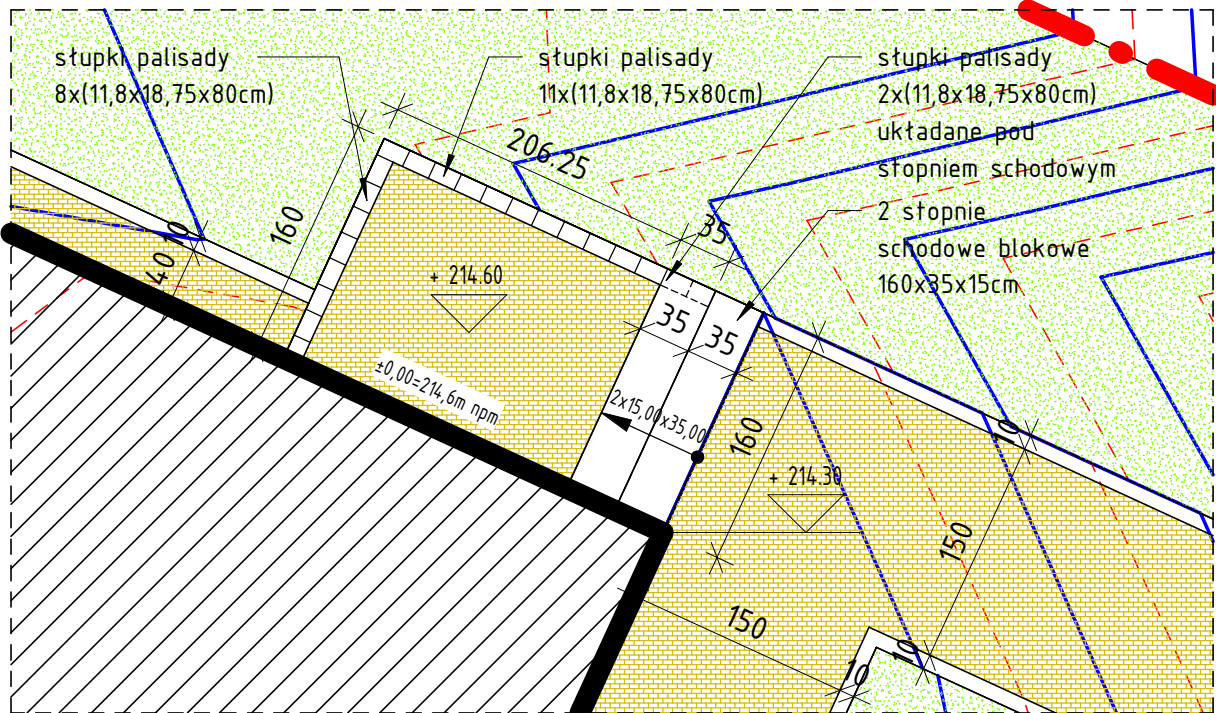 słupki palisady
8x(11,8x18,75x80cm)
słupki palisady
11x(11,8x18,75x80cm)
słupki palisady
2x(11,8x18,75x80cm)
układane pod
stopniem schodowym
2 stopnie
schodowe blokowe
160x35x15cm
206.25
35
160
10
40
+ 214.60
35
35
±0,00=214,6m npm
2x15,00x35,00
160
+ 214.30
10
150
150
10
10